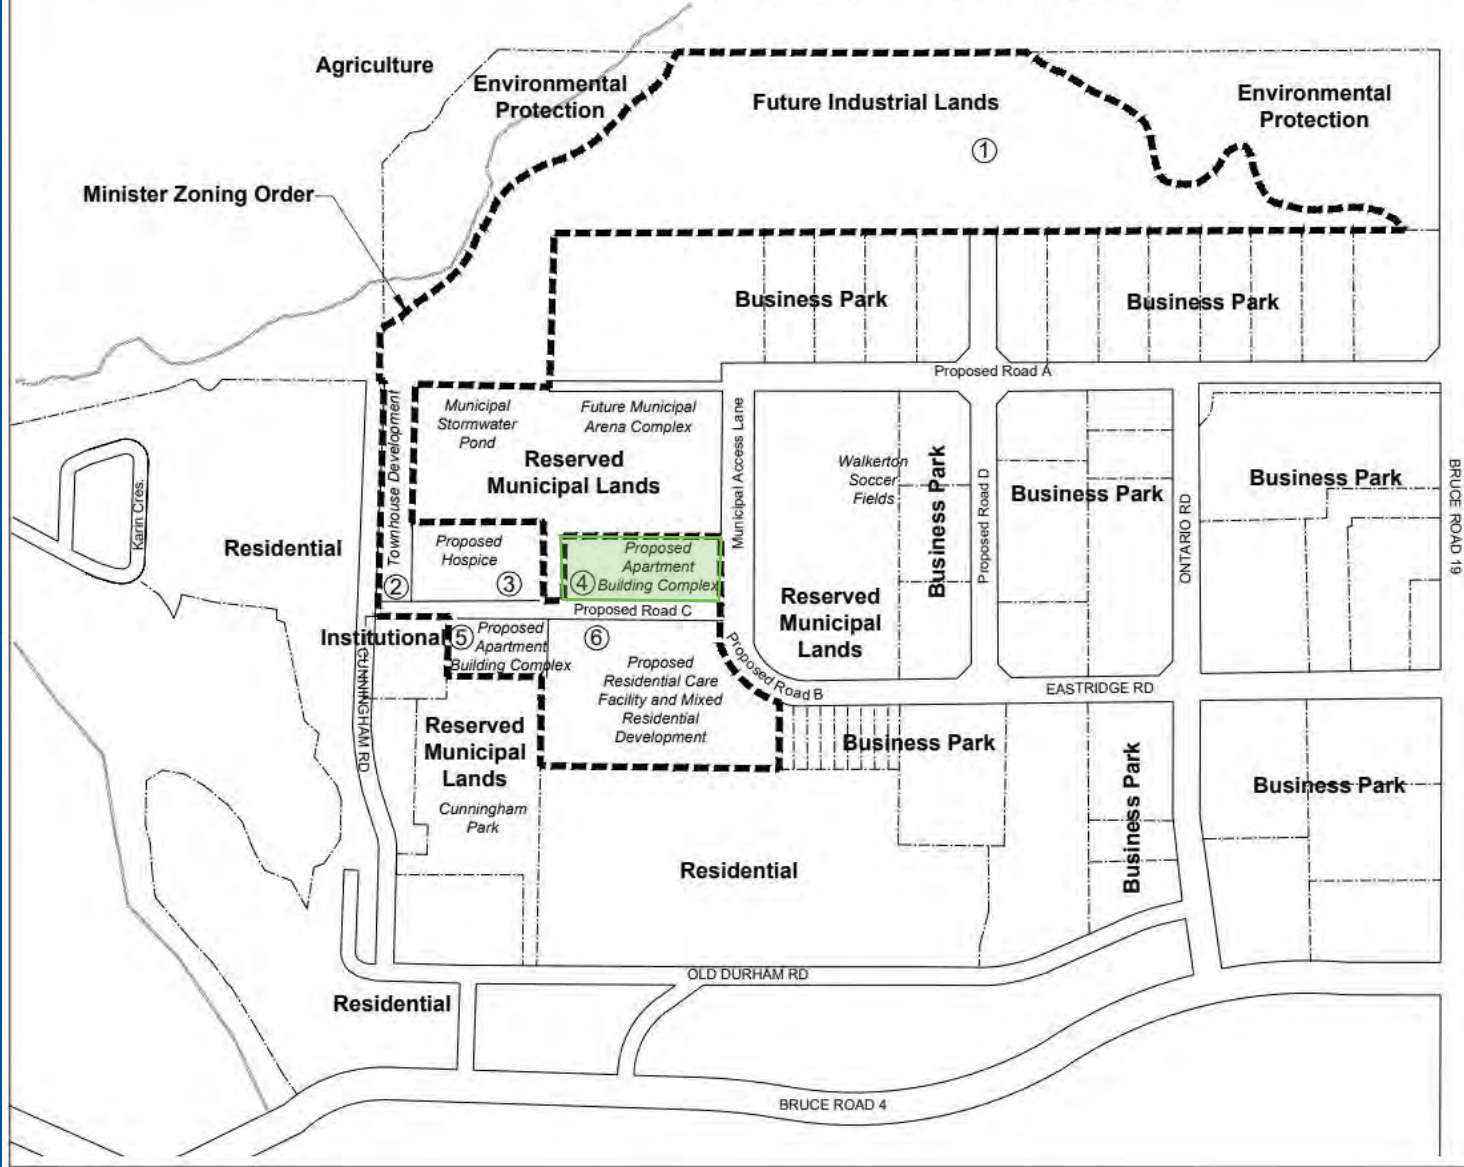 Agriculture
Environmental
Protection
Future Industrial Lands
1
Environmental
Protection
Minister Zoning Order
Business Park
Business Park
Proposed Road A
Townhouse Development
Municipal
Stormwater
Pond
Future Municipal
Arena Complex
Reserved
Municipal Lands
Municipal Access Lane
Walkerton
Soccer
Fields
Business Park
Business Park
Proposed Road D
Business Park
ONTARIO RD
Business Park
BRUCE ROAD 19
Karin Cres.
Residential
Proposed
Hospice
2
3
4
Proposed
Apartment
Building Complex
Proposed Road C
Reserved
Municipal
Lands
Institutional
5
Proposed
Apartment
Building Complex
6
Proposed
Residential Care
Facility and Mixed
Residential
Development
Proposed Road B
EASTRIDGE RD
CUNNINGHAM RD
Reserved
Municipal
Lands
Cunningham
Park
Business Park
Business Park
Business Park
Residential
OLD DURHAM RD
Residential
BRUCE ROAD 4